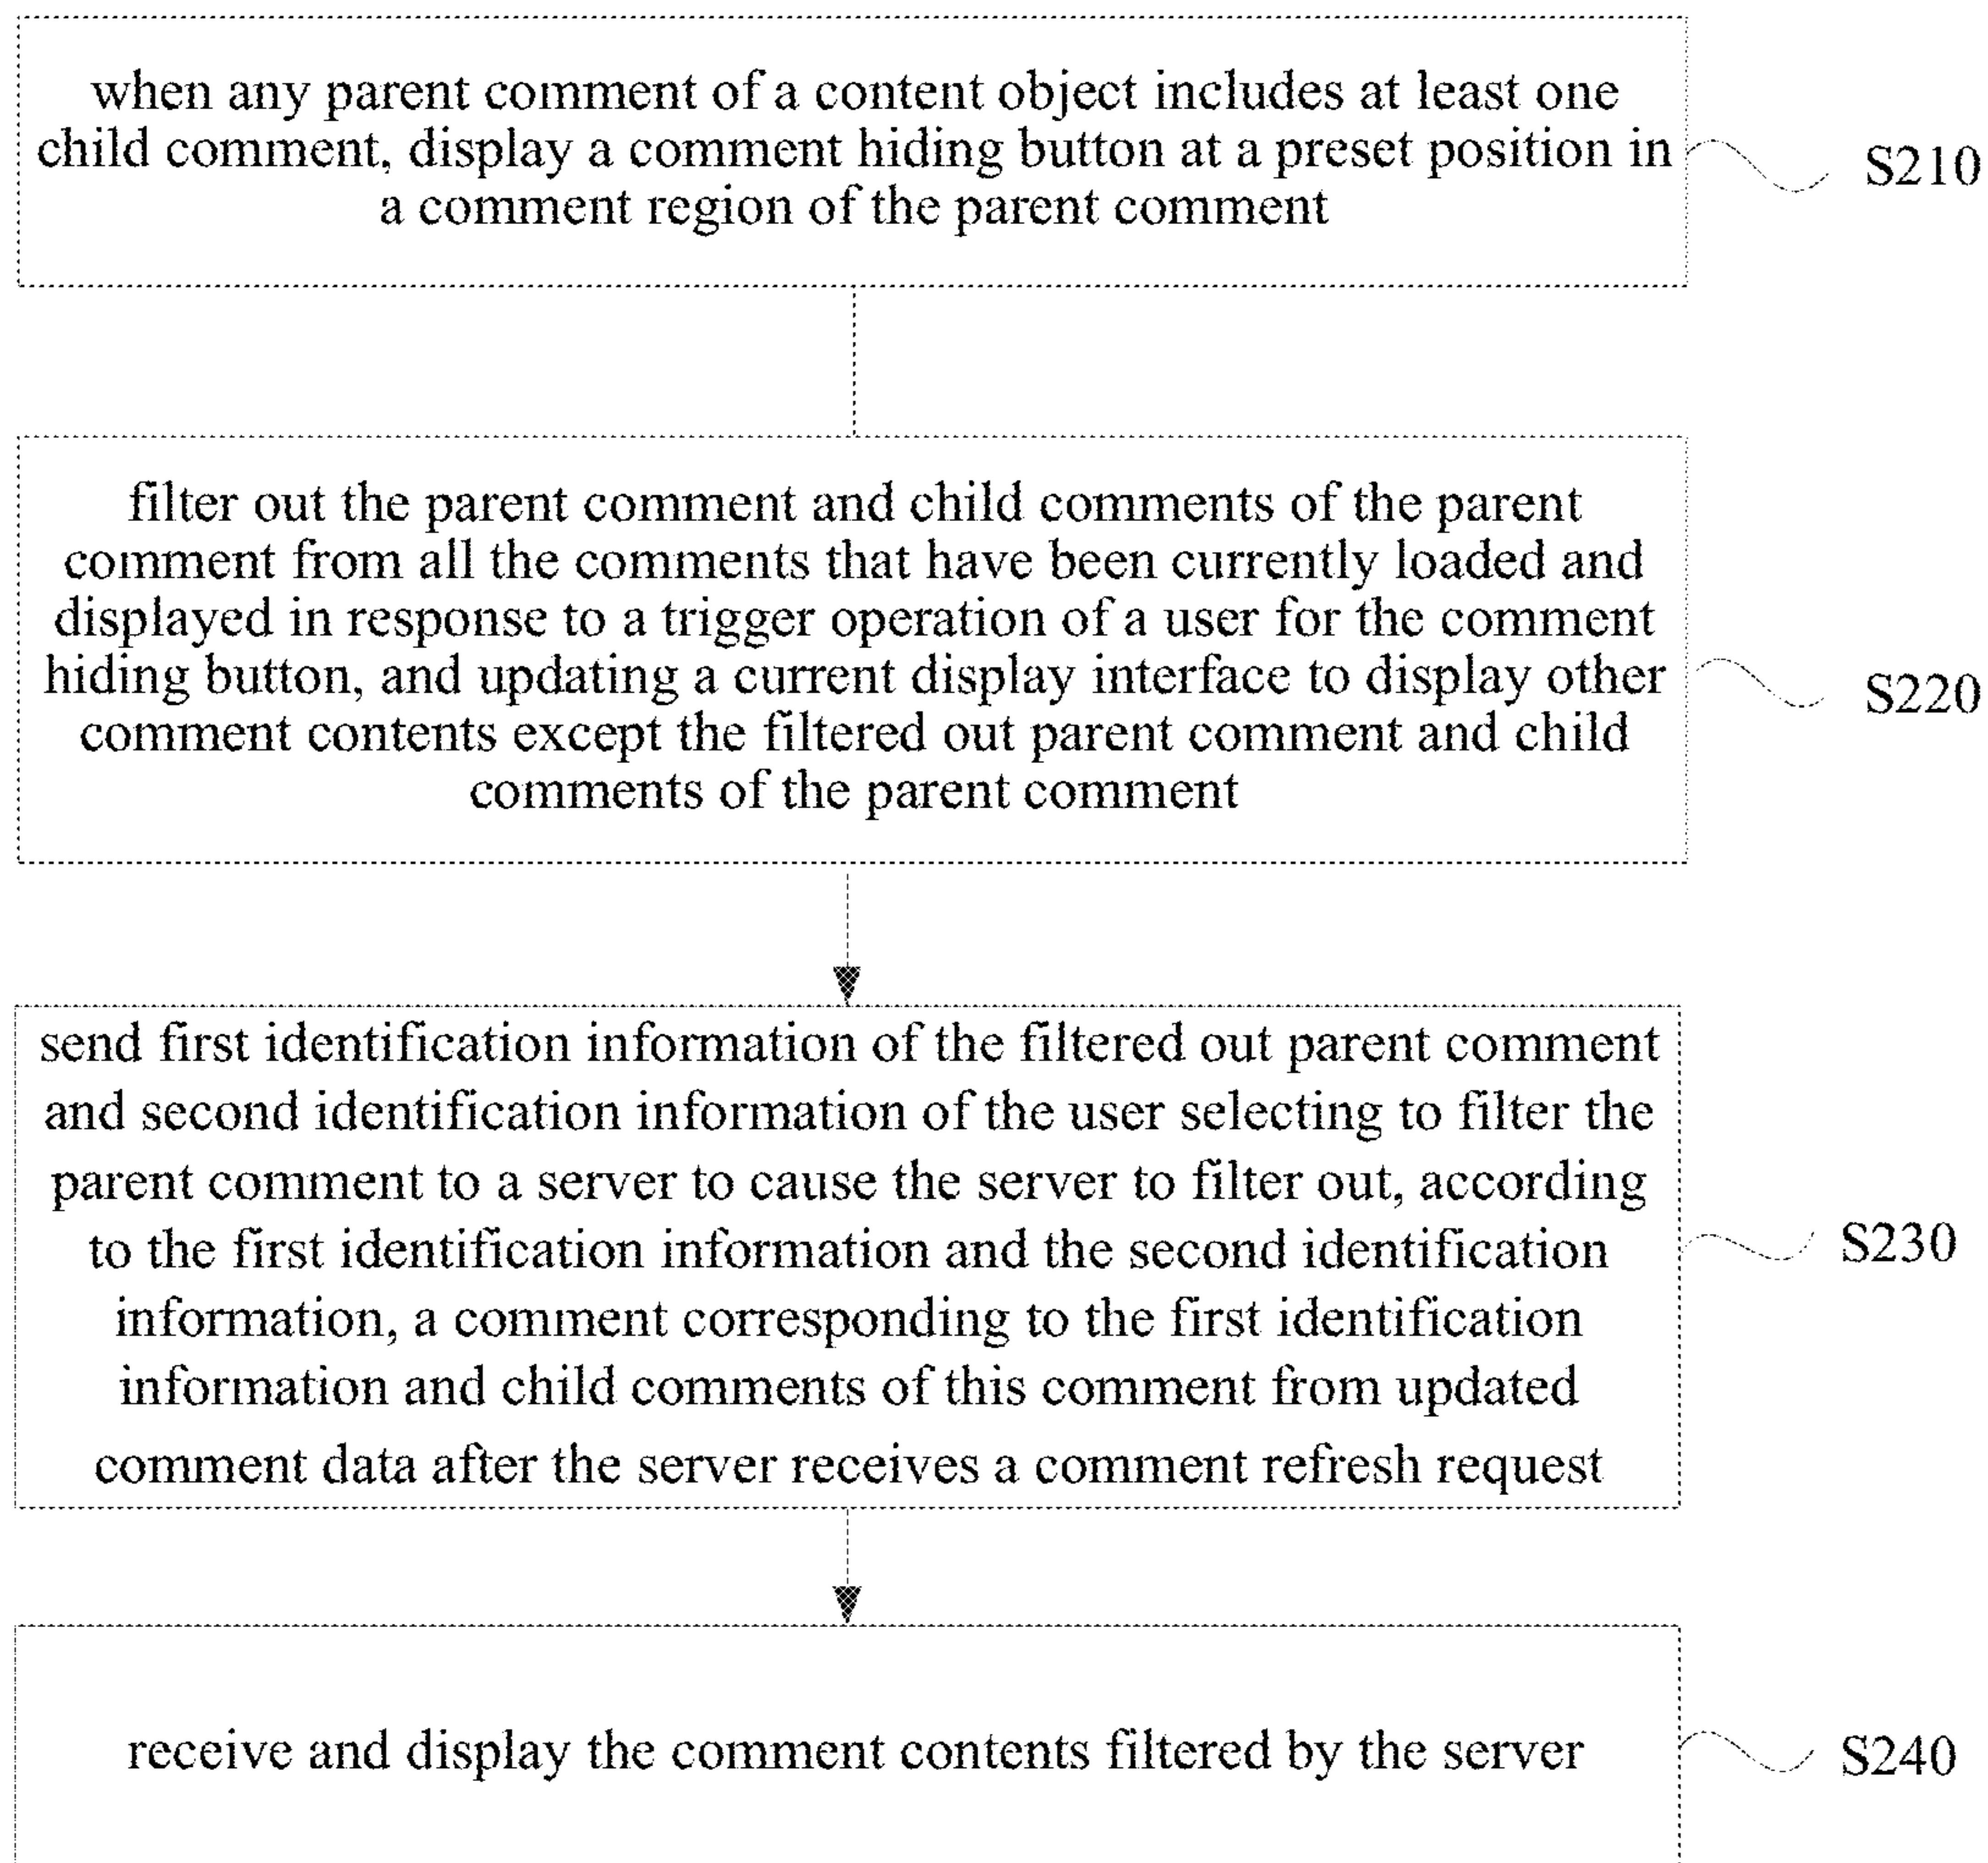 when any parent comment of a content object includes at least one
child comment, display a comment hiding button at a preset position in
a comment region of the parent comment
S210
filter out the parent comment and child comments of the parent
comment from all the comments that have been currently loaded and
displayed in response to a trigger operation of a user for the comment
hiding button, and updating a current display interface to display other
comment contents except the filtered out parent comment and child
comments of the parent comment
S220
send first identification information of the filtered out parent comment
and second identification information of the user selecting to filter the
parent comment to a server to cause the server to filter out, according
to the first identification information and the second identification
information, a comment corresponding to the first identification
information and child comments of this comment from updated
comment data after the server receives a comment refresh request
S230
receive and display the comment contents filtered by the server
S240